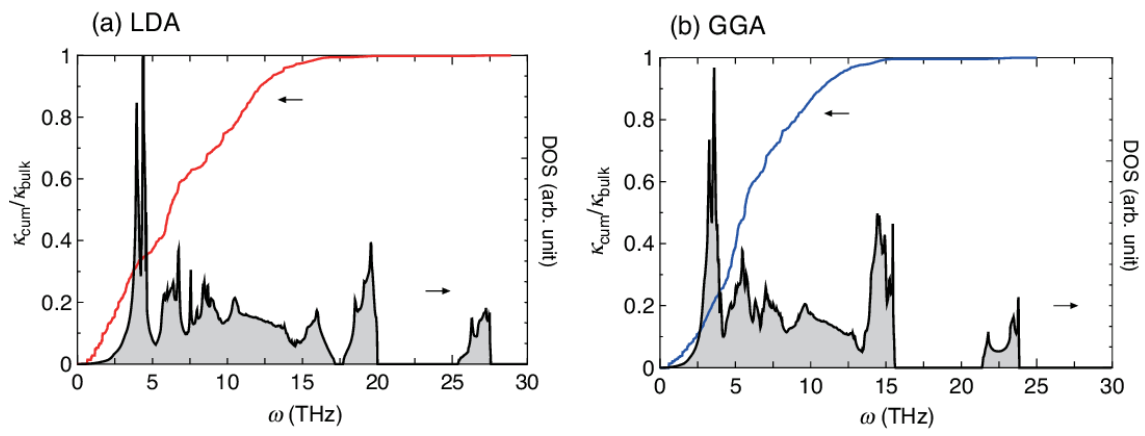 (a) LDA
1
0.8
0.6
0.4
0.2
0
κcum/κbulk
0 5 10 15 20 25 30
ω (THz)
DOS (arb. unit)
(b) GGA
1
0.8
0.6
0.4
0.2
0
κcum/κbulk
0 5 10 15 20 25 30
ω (THz)
DOS (arb. unit)